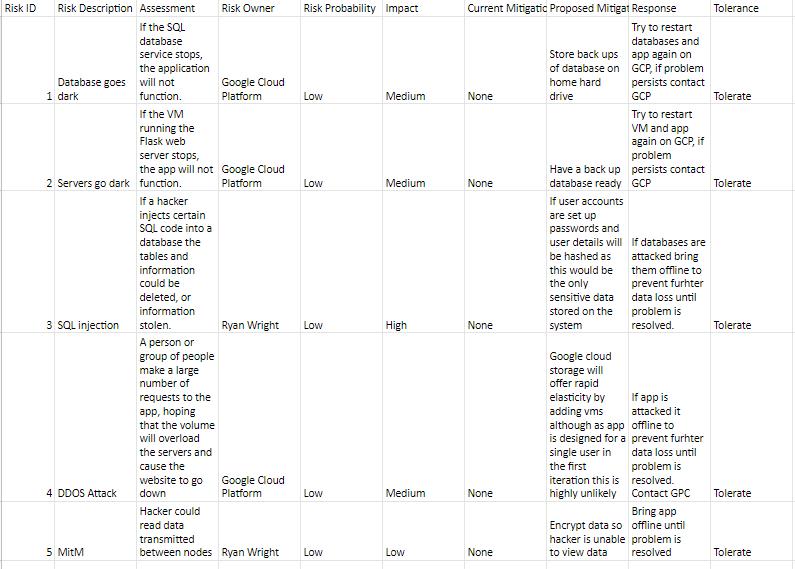 Risk ID Risk Description Assessment Risk Owner Risk Probability Impact Current Mitigatic Proposed Mitigat Response Tolerance
1 Database goes dark If the SQL database service stops, the application will not function. Google Cloud Platform Low Medium None Store back ups of database on home hard drive Try to restart databases and app again on GCP, if problem persists contact GCP Tolerate
2 Servers go dark If the VM running the Flask web server stops, the app will not function. Google Cloud Platform Low Medium None Have a back up database ready Try to restart VM and app again on GCP, if problem persists contact GCP Tolerate
3 SQL injection If a hacker injects certain SQL code into a database the tables and information could be deleted, or information stolen. Ryan Wright Low High None If user accounts are set up passwords and user details will be hashed as this would be the only sensitive data stored on the system If databases are attacked bring them offline to prevent furhter data loss until problem is resolved. Tolerate
4 DDOS Attack A person or group of people make a large number of requests to the app, hoping that the volume will overload the servers and cause the website to go down Google Cloud Platform Low Medium None Google cloud storage will offer rapid elasticity by adding vms although as app is designed for a single user in the first iteration this is highly unlikely If app is attacked it offline to prevent furhter data loss until problem is resolved. Contact GPC Tolerate
5 MitM Hacker could read data transmitted between nodes Ryan Wright Low Low None Encrypt data so hacker is unable to view data Bring app offline until problem is resolved Tolerate